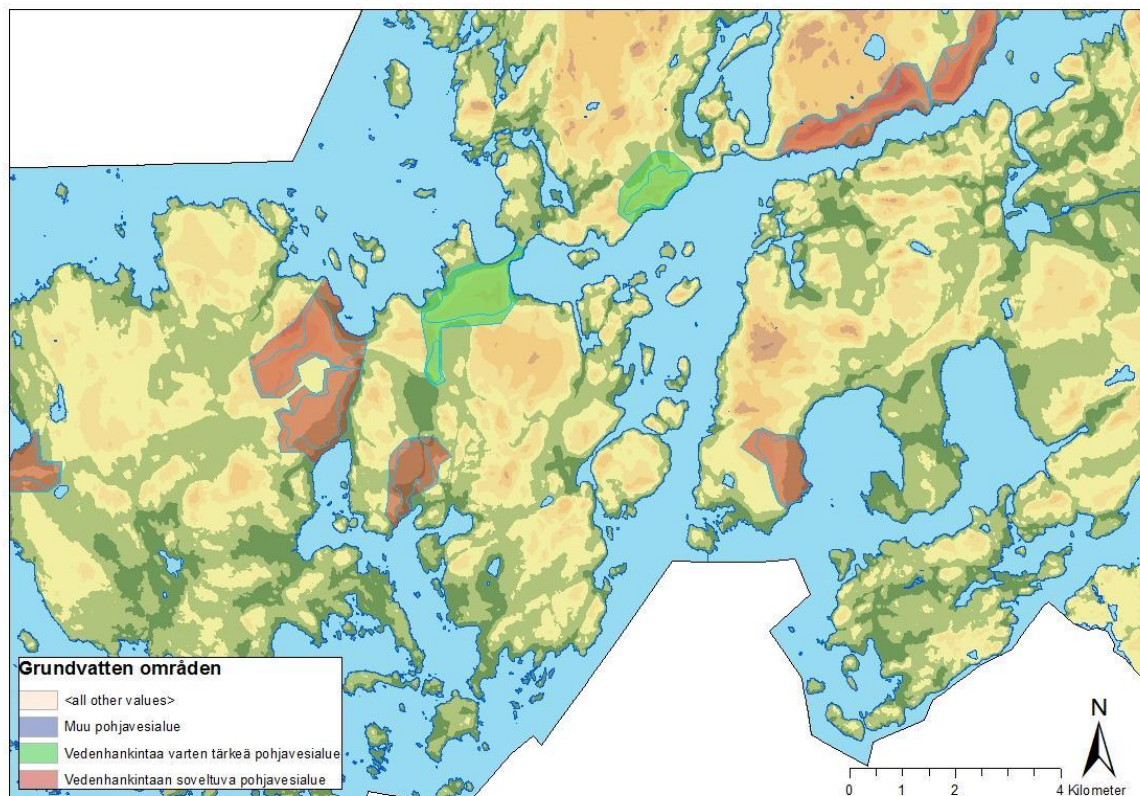 Grundvatten områden
<all other values>
Muu pohjavesialue
Vedenhankintaa varten tärkeä pohjavesialue
Vedenhankintaan soveltuva pohjavesialue
N
0 1 2 4 Kilometer